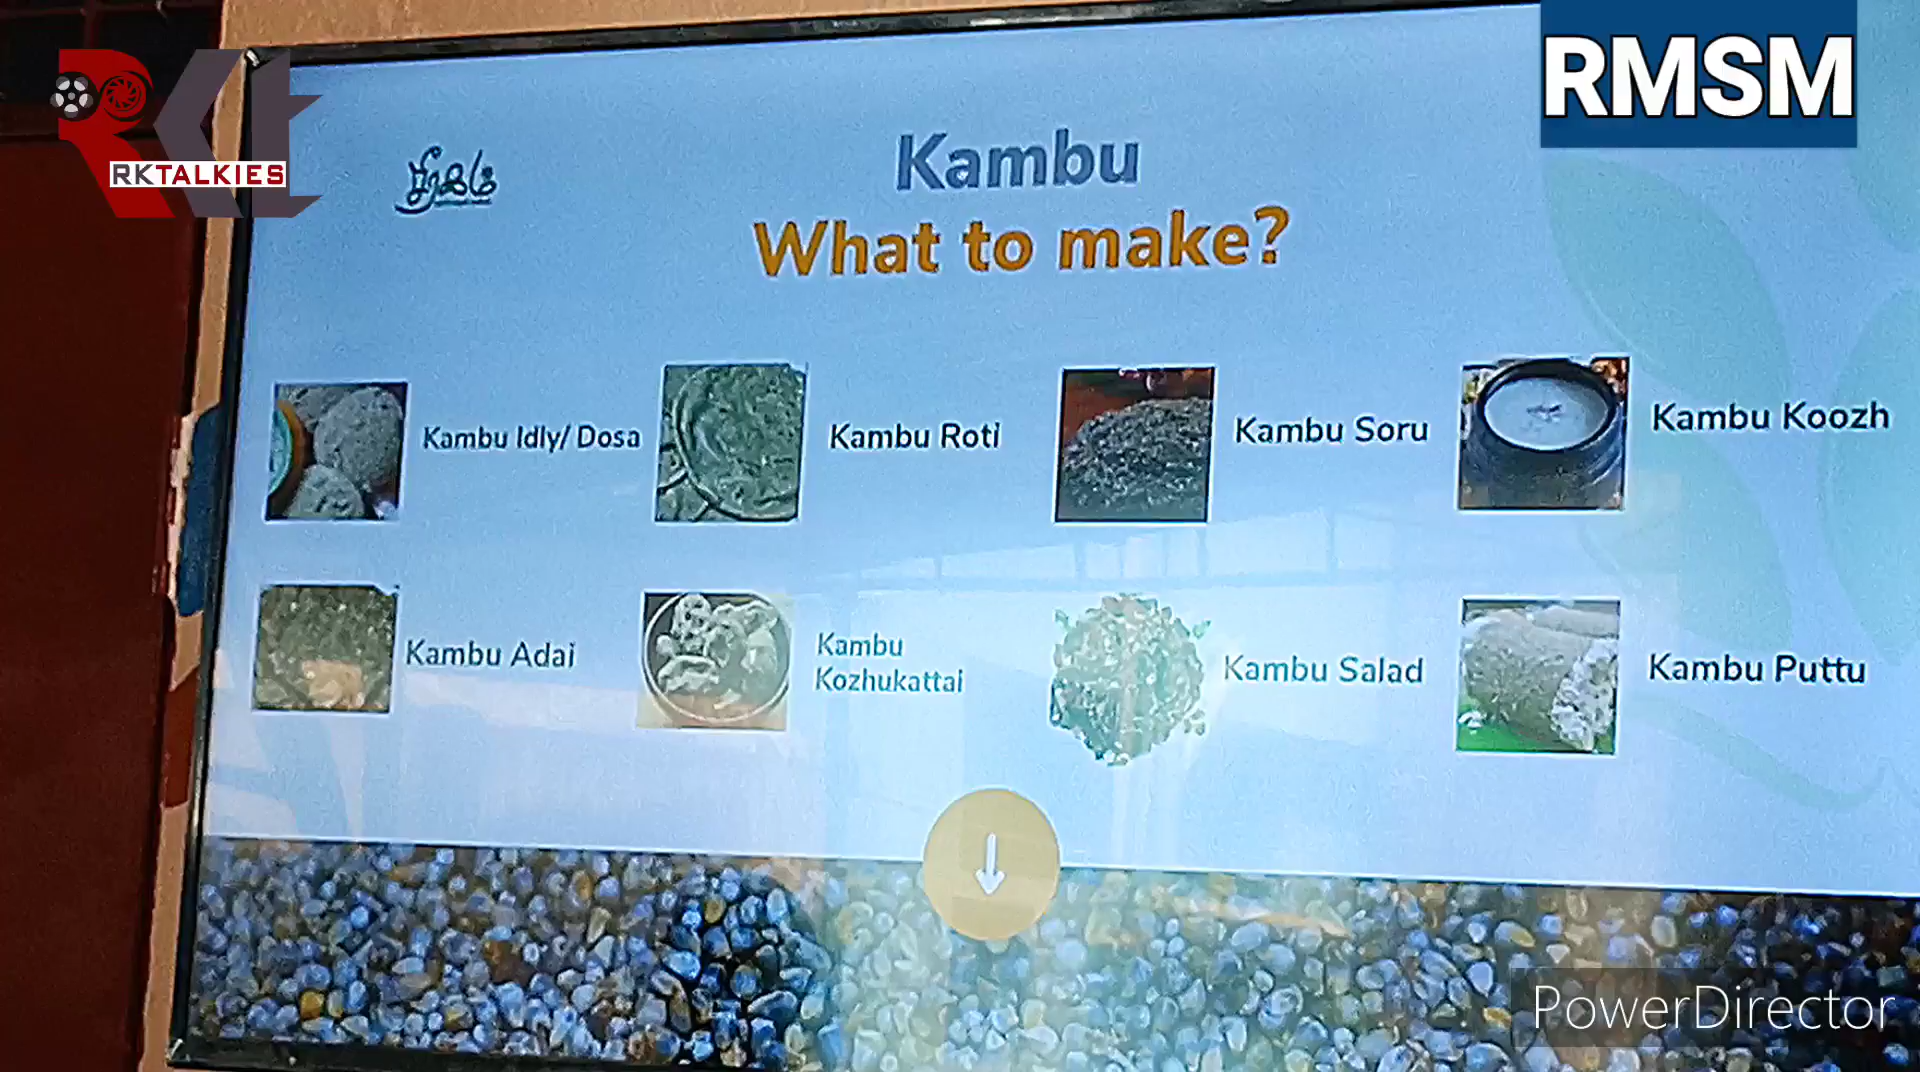 RMSM
RKTALKIES
சீரகம்
Kambu
What to make?
Kambu Idly/ Dosa
Kambu Roti
Kambu Soru
Kambu Koozh
Kambu Adai
Kambu
Kozhukattai
Kambu Salad
Kambu Puttu
PowerDirector